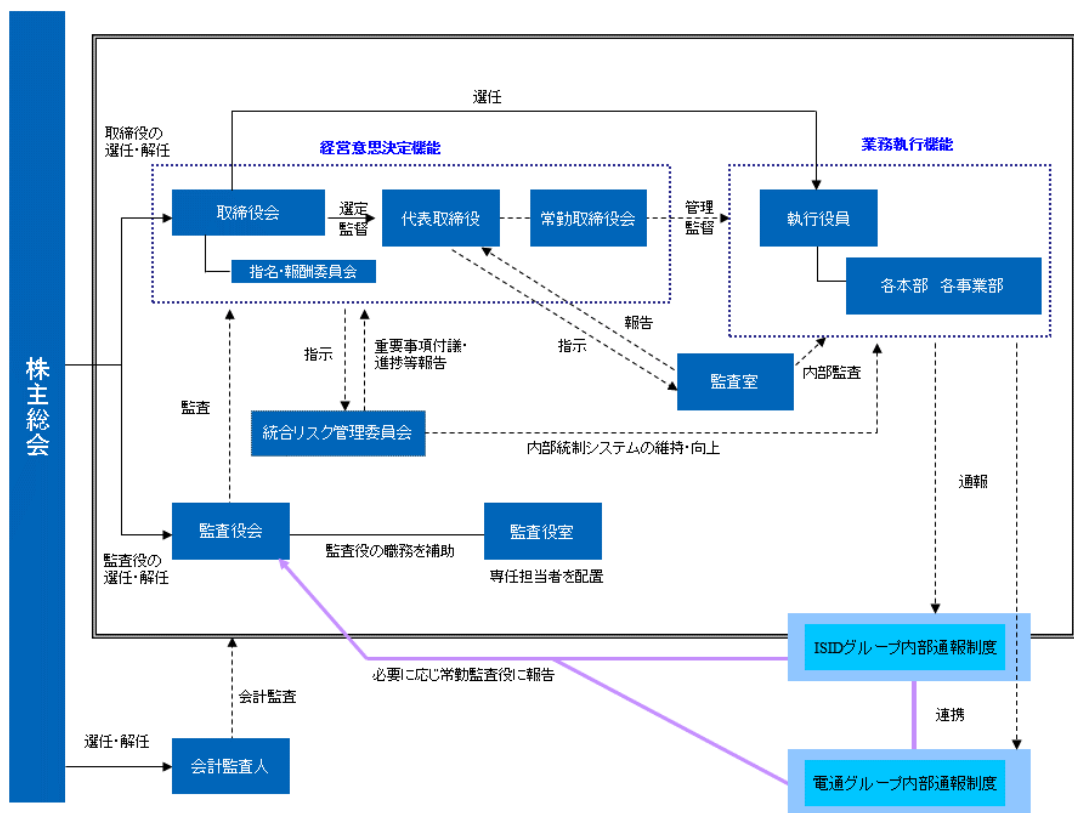 株主総会
選任
取締役の
選任・解任
経営意思決定機能
業務執行機能
取締役会
選定
監督
代表取締役
常勤取締役会
管理
監督
執行役員
指名・報酬委員会
各本部 各事業部
指示
重要事項付議・
進捗等報告
報告
指示
監査室
内部監査
監査
統合リスク管理委員会
内部統制システムの維持・向上
通報
監査役会
監査役の職務を補助
監査役室
監査役の
選任・解任
専任担当者を配置
ISIDグループ内部通報制度
必要に応じ常勤監査役に報告
会計監査
連携
選任・解任
会計監査人
電通グループ内部通報制度